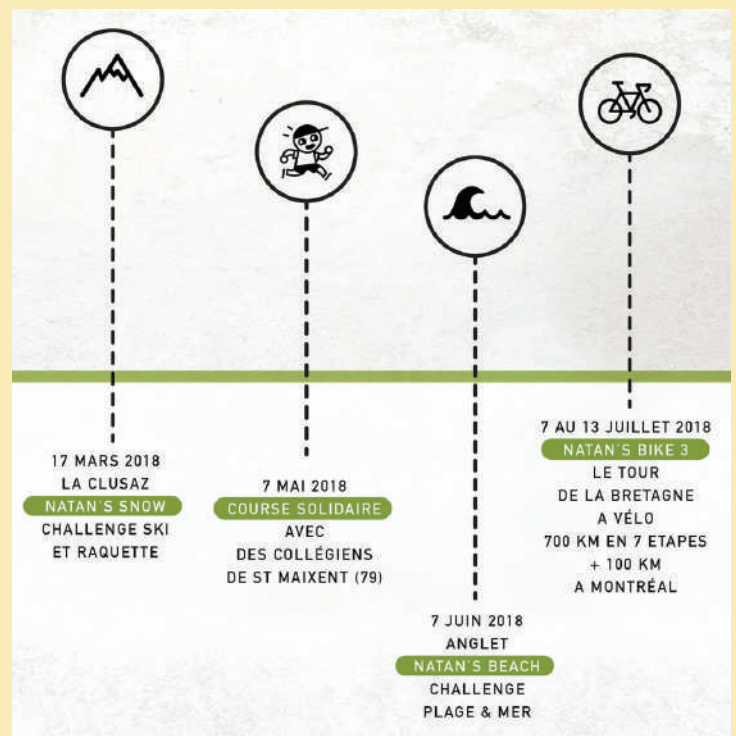 17 MARS 2018
LA CLUSAZ
NATAN'S SNOW
CHALLENGE SKI
ET RAQUETTE
7 MAI 2018
COURSE SOLIDAIRE
AVEC
DES COLLÉGIENS
DE ST MAIXENT (79)
7 JUIN 2018
ANGLET
NATAN'S BEACH
CHALLENGE
PLAGE & MER
7 AU 13 JUILLET 2018
NATAN'S BIKE 3
LE TOUR
DE LA BRETAGNE
A VÉLO
700 KM EN 7 ETAPES
+ 100 KM
A MONTRÉAL